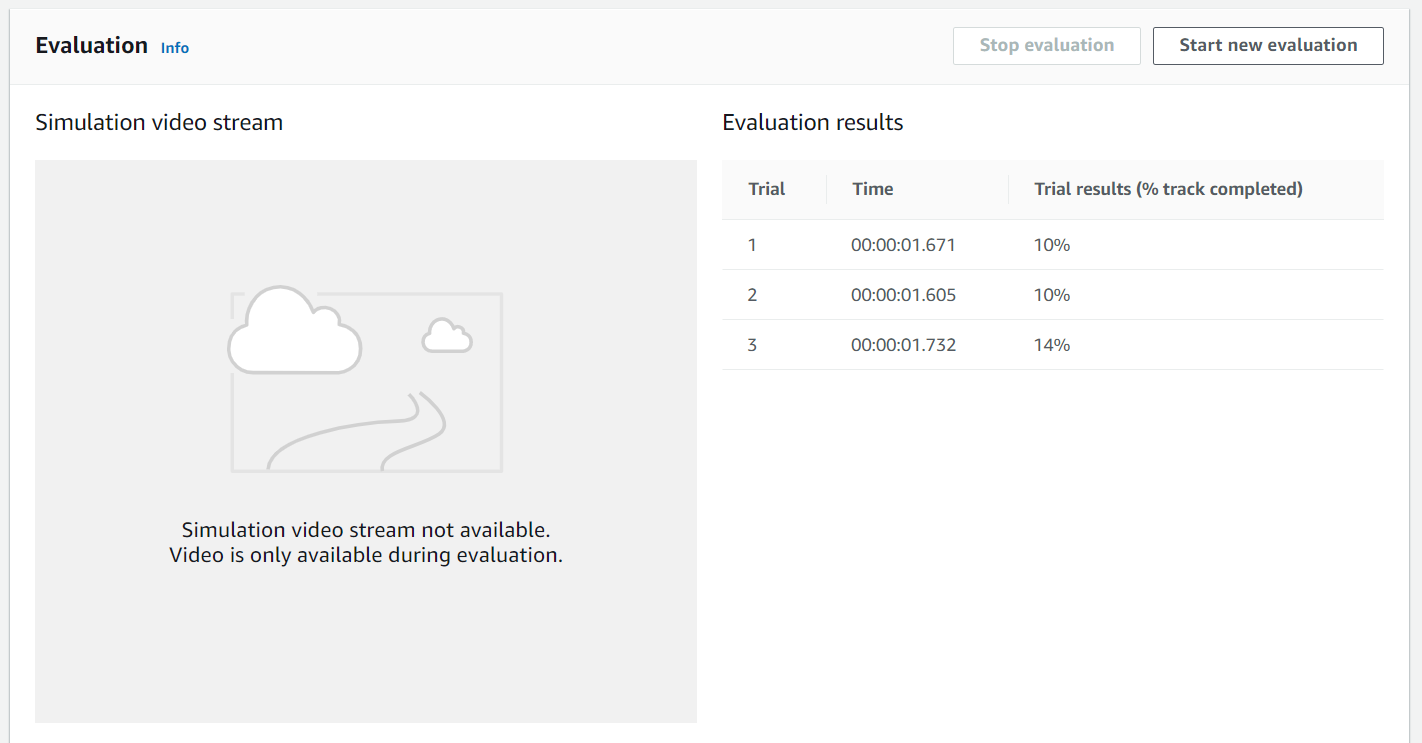 Evaluation Info
Stop evaluation
Start new evaluation
Simulation video stream
Simulation video stream not available.
Video is only available during evaluation.
Evaluation results
Trial Time Trial results (% track completed)
1 00:00:01.671 10%
2 00:00:01.605 10%
3 00:00:01.732 14%